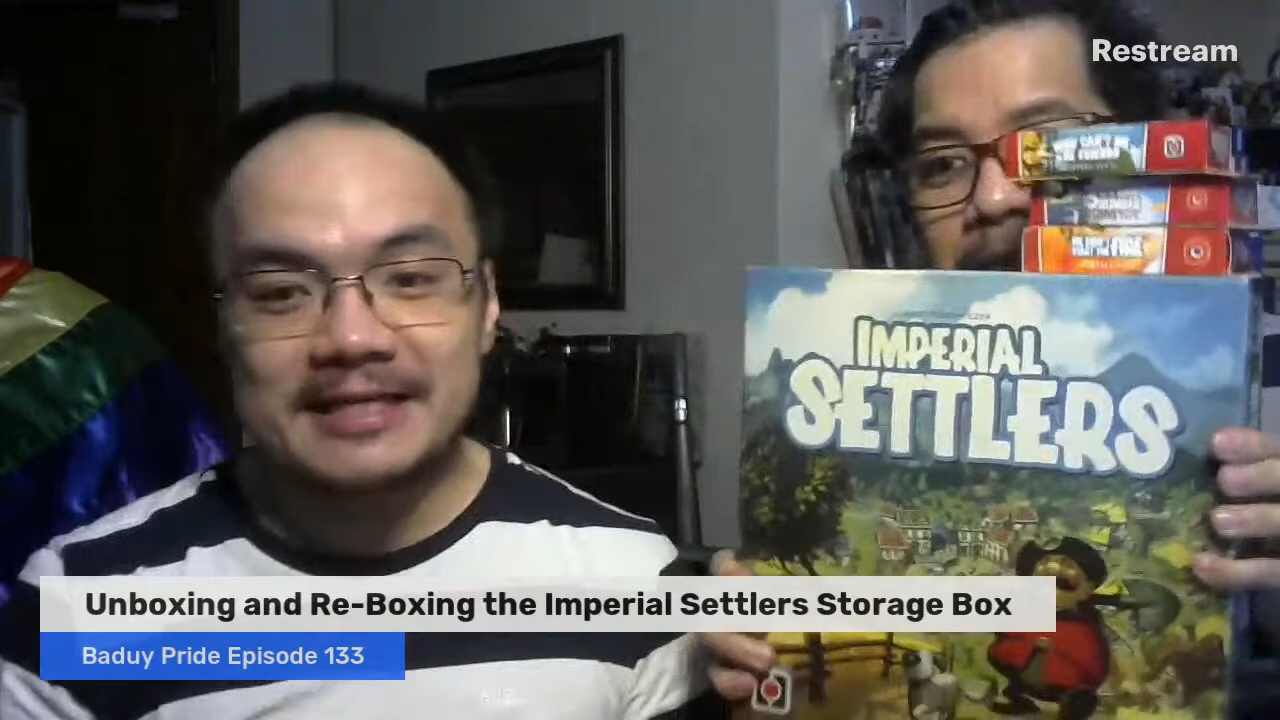 Restream
IMPERIAL
SETTLERS
Unboxing and Re-Boxing the Imperial Settlers Storage Box
Baduy Pride Episode 133